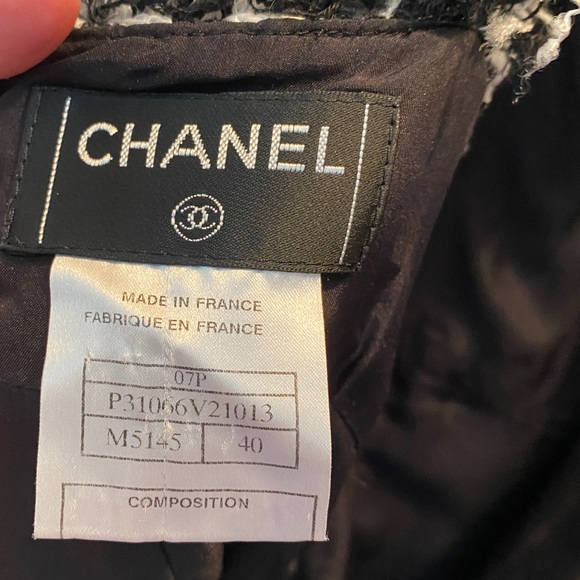 CHANEL
MADE IN FRANCE
FABRIQUE EN FRANCE
07P
P31066V21013
M5145 40
COMPOSITION